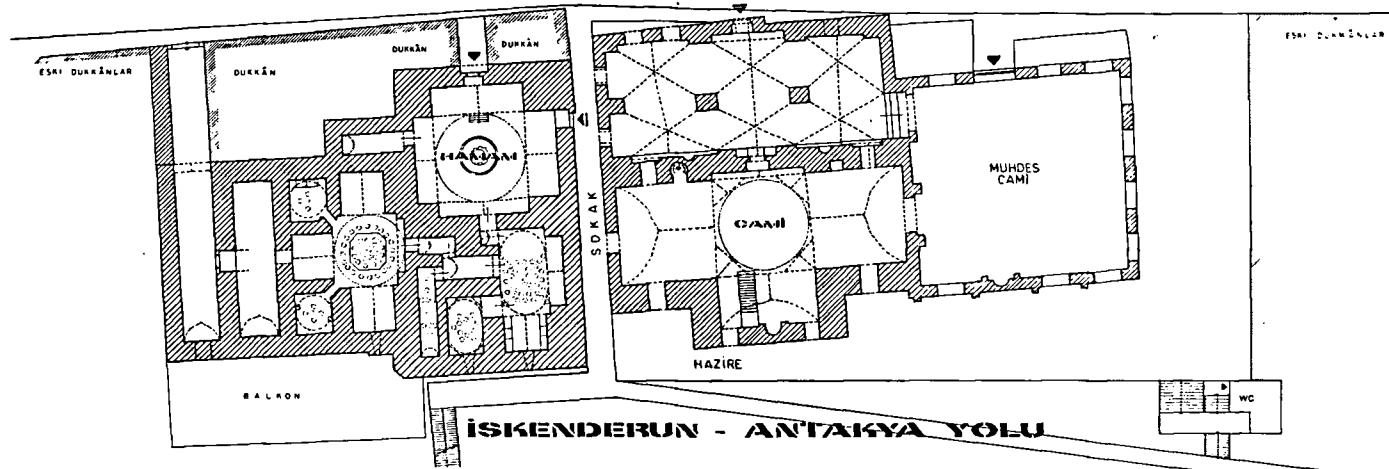 ESKI DUKKÂNLAR
DUKKÂN
DUKKÂN
DUKKÂN
ESKI DUKKÂNLAR
HAMAM
SOKAK
CAMİ
MUHDES
CAMİ
HAZİRE
BALKON
WC
İSKENDERUN - ANTAKYA YOLU